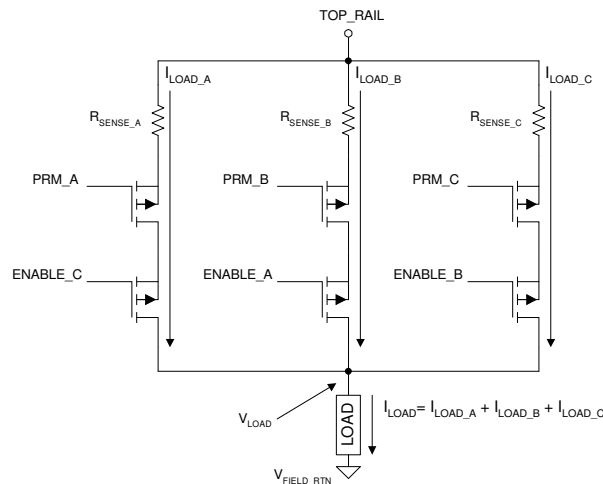 TOP_RAIL
I_LOAD_A I_LOAD_B I_LOAD_C
R_SENSE_A R_SENSE_B R_SENSE_C
PRM_A PRM_B PRM_C
ENABLE_C ENABLE_A ENABLE_B
V_LOAD
LOAD
I_LOAD= I_LOAD_A + I_LOAD_B + I_LOAD_C
V_FIELD_RTN